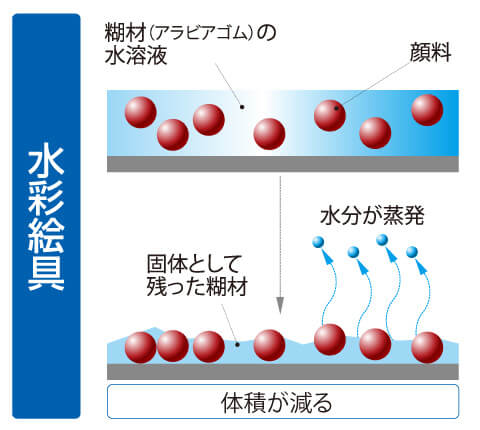 水彩絵具
糊材（アラビアゴム）の
水溶液
顔料
水分が蒸発
固体として
残った糊材
体積が減る